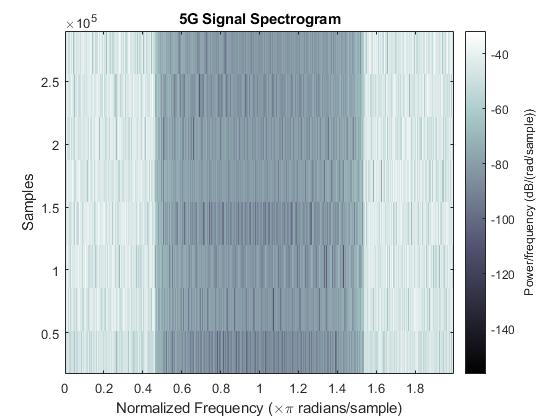 5G Signal Spectrogram
×10⁵
2.5
2
1.5
1
0.5
0 0.2 0.4 0.6 0.8 1 1.2 1.4 1.6 1.8
Samples
Normalized Frequency (×π radians/sample)
-40
-60
-80
-100
-120
-140
Power/frequency (dB/(rad/sample))